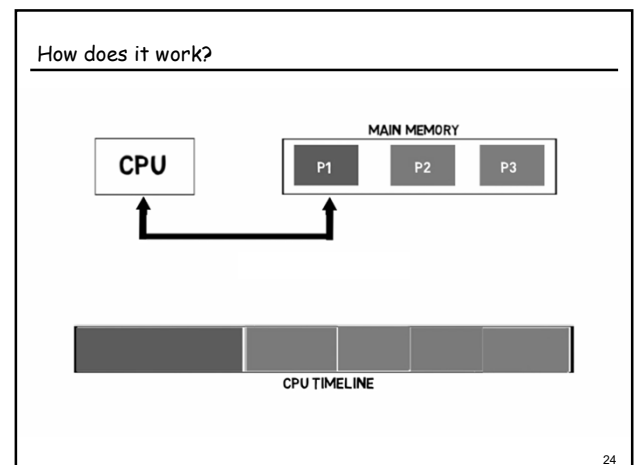 How does it work?
MAIN MEMORY
CPU
P1 P2 P3
CPU TIMELINE
24